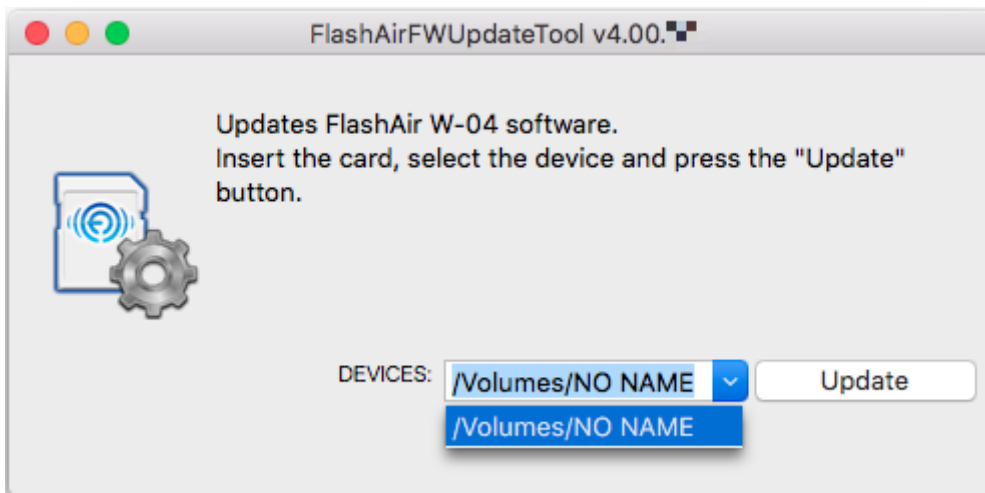 FlashAirFWUpdateTool v4.00.
Updates FlashAir W-04 software.
Insert the card, select the device and press the "Update"
button.
DEVICES: /Volumes/NO NAME Update
/Volumes/NO NAME